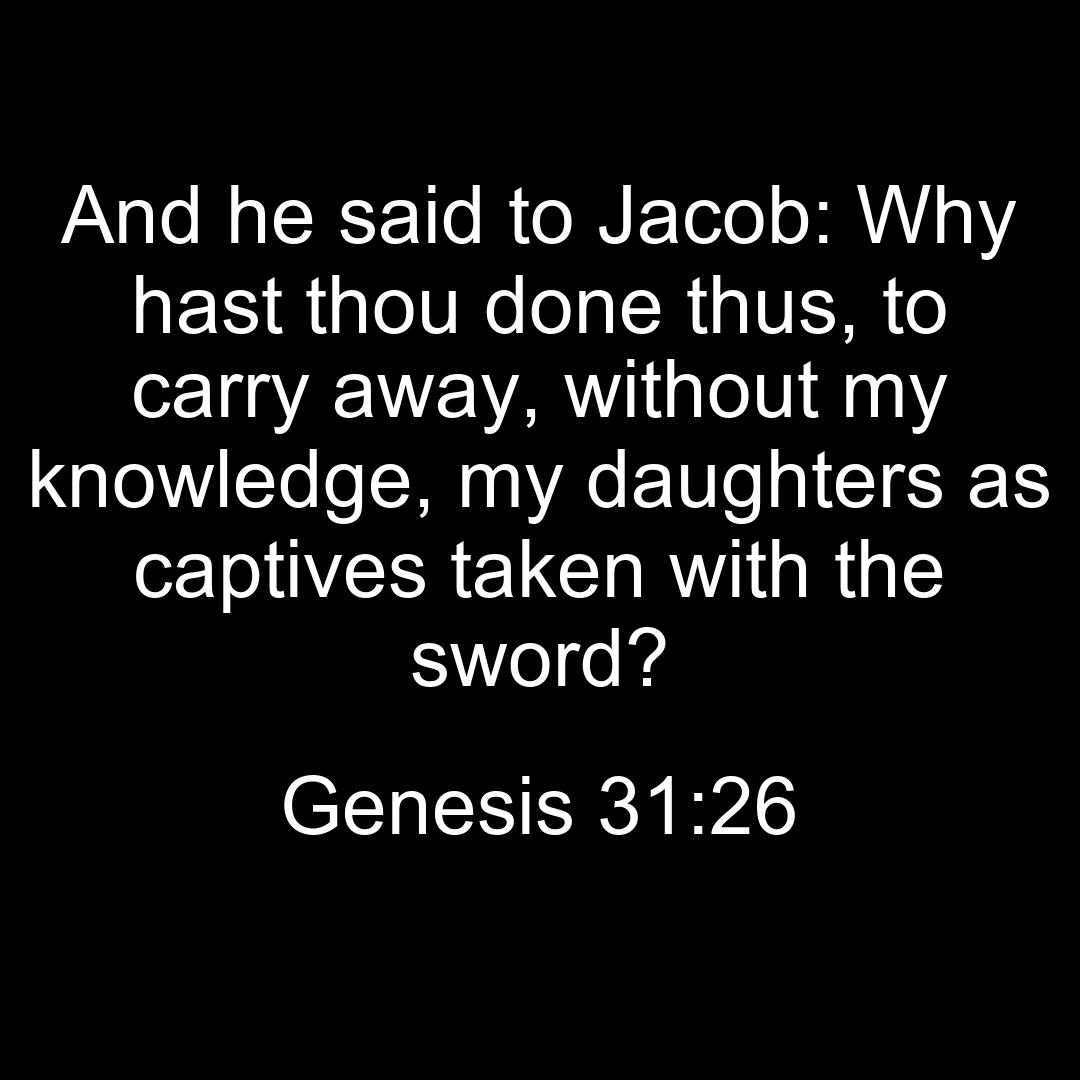 And he said to Jacob: Why
hast thou done thus, to
carry away, without my
knowledge, my daughters as
captives taken with the
sword?
Genesis 31:26